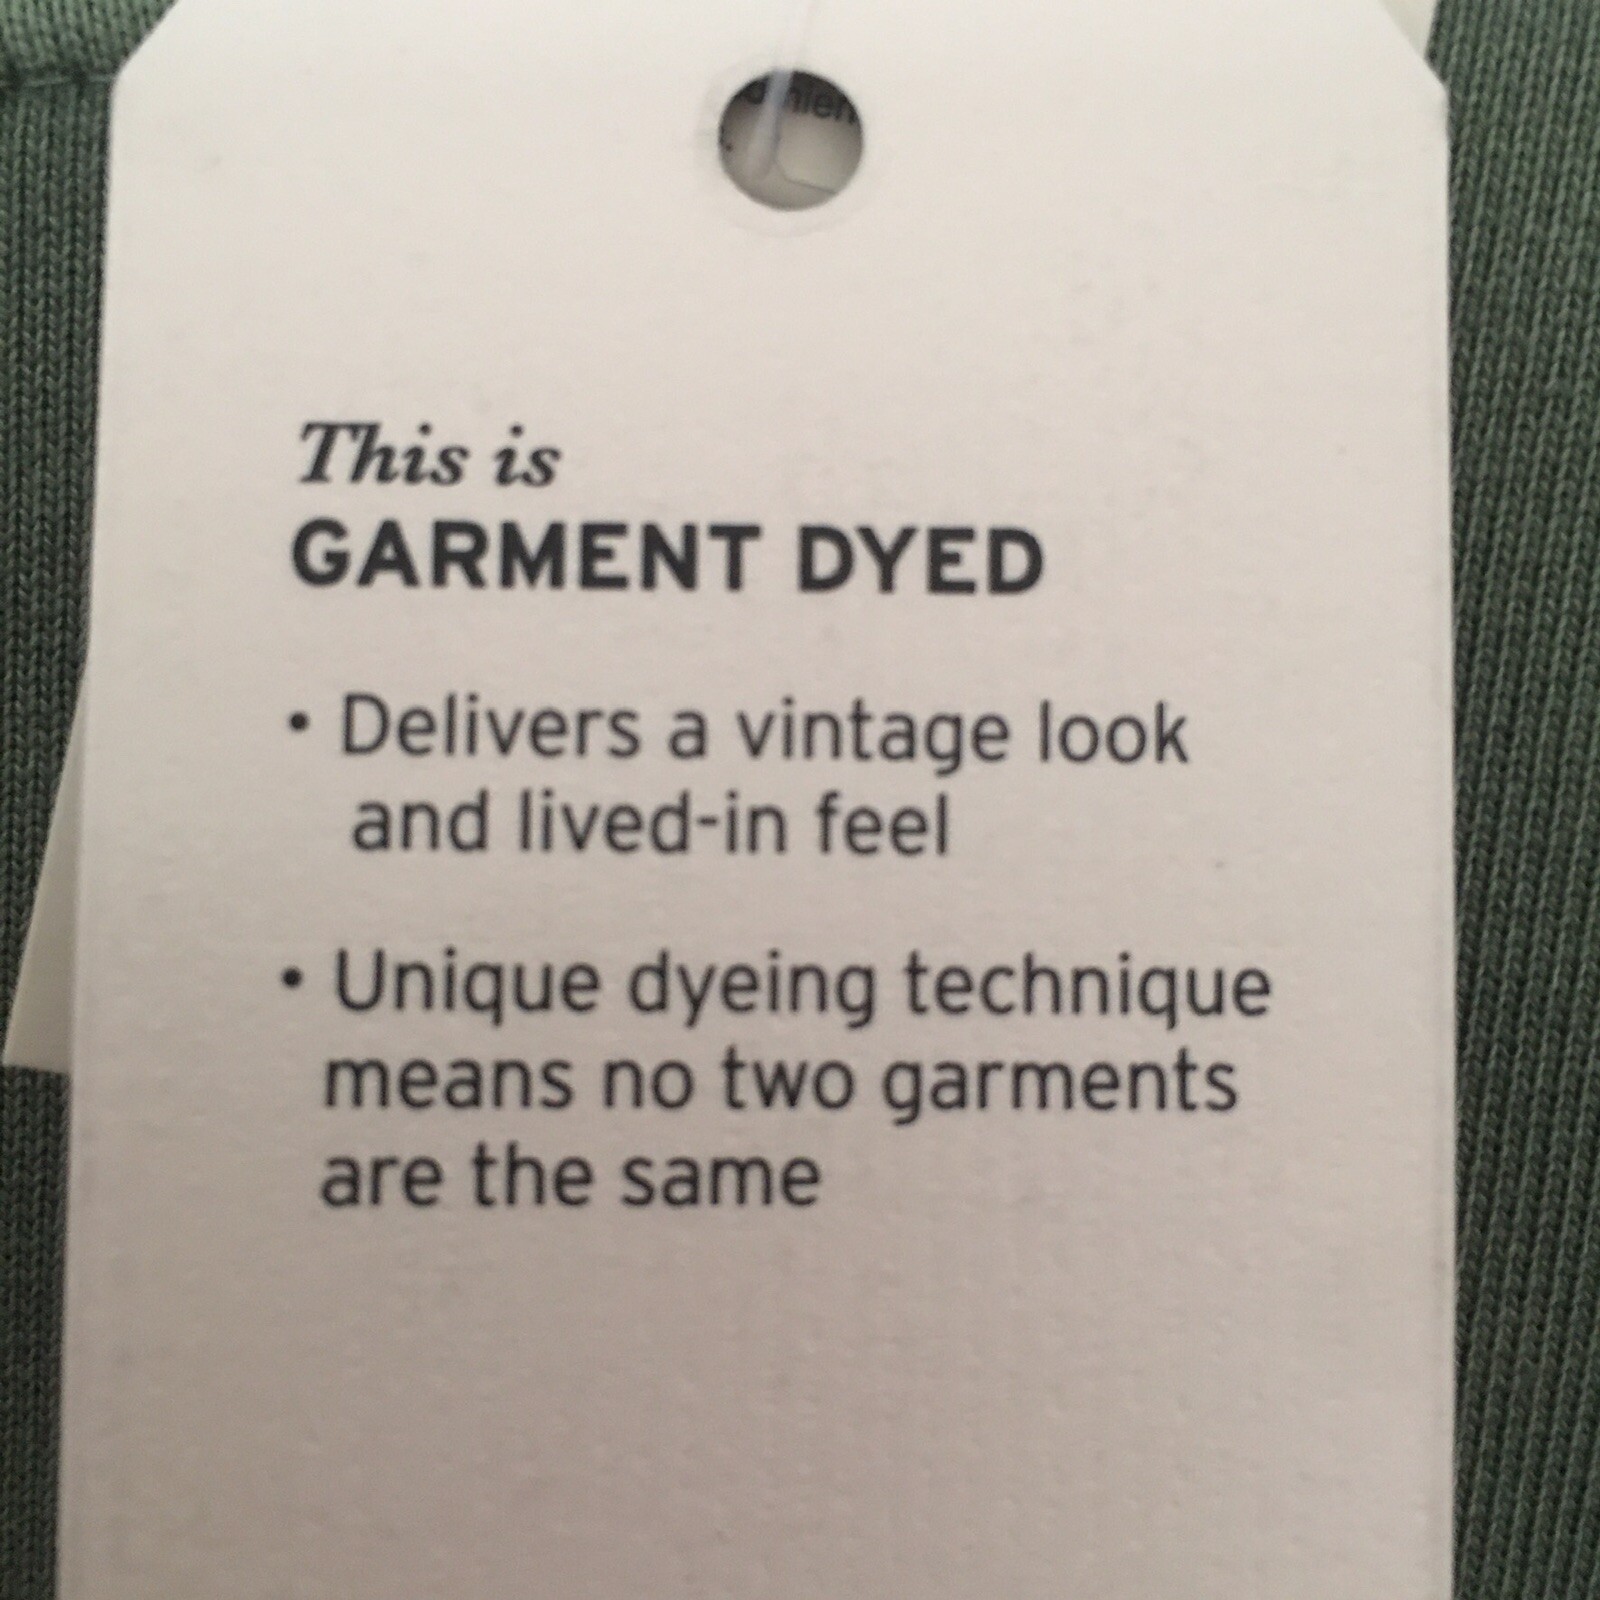 This is
GARMENT DYED
• Delivers a vintage look
and lived-in feel
• Unique dyeing technique
means no two garments
are the same